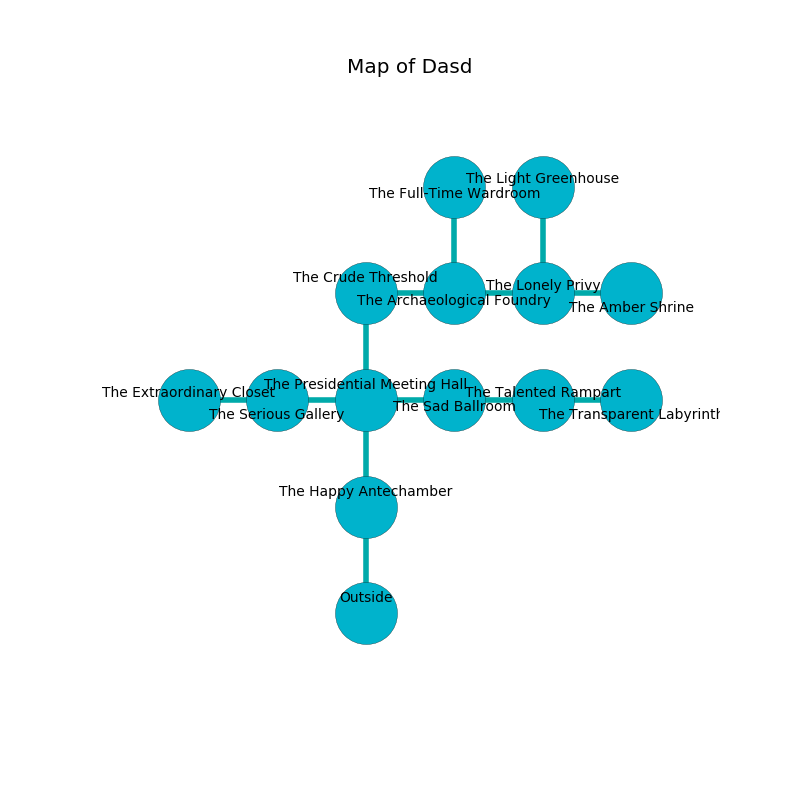 Map of Dasd
The Light Greenhouse
The Full-Time Wardroom
The Crude Threshold
The Lonely Privy
The Archaeological Foundry
The Amber Shrine
The Presidential Meeting Hall
The Extraordinary Closet
The Talented Rampart
The Sad Ballroom
The Serious Gallery
The Transparent Labyrinth
The Happy Antechamber
Outside